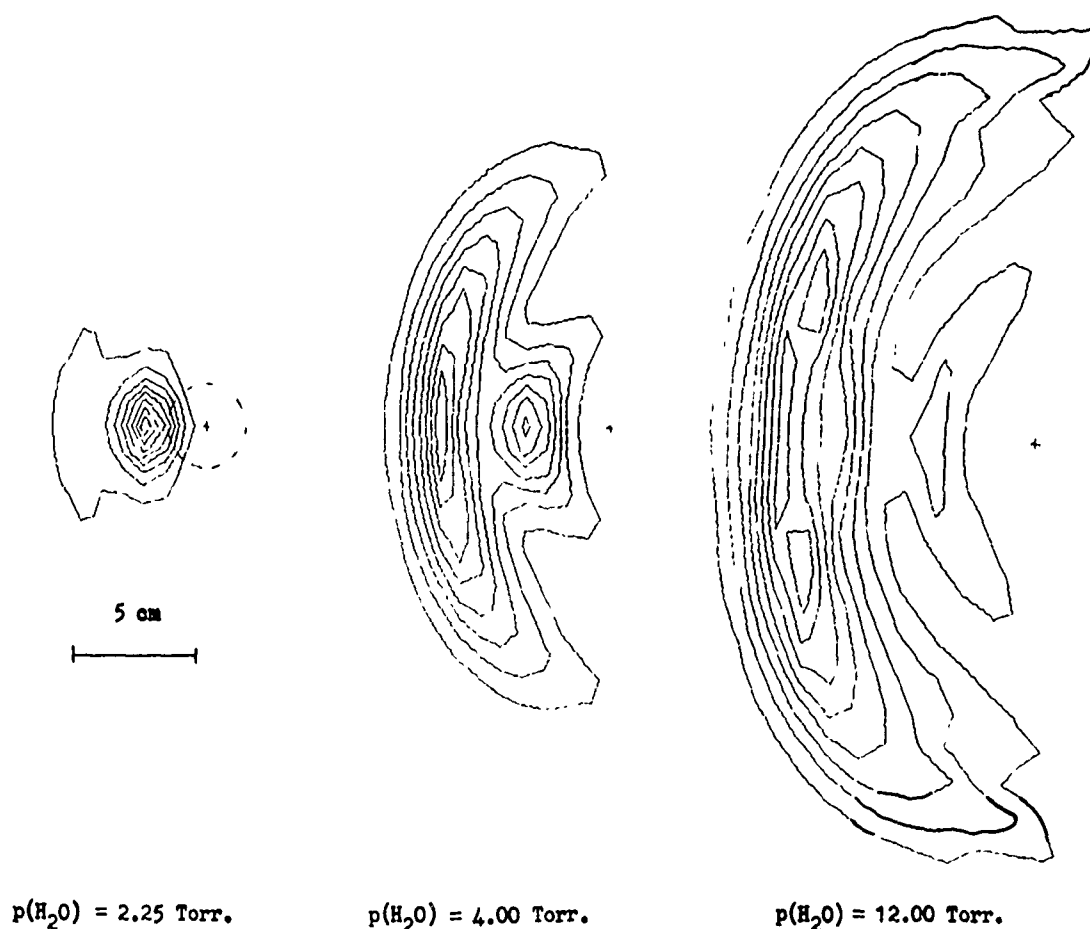 5 cm
p(H₂O) = 2.25 Torr.
p(H₂O) = 4.00 Torr.
p(H₂O) = 12.00 Torr.